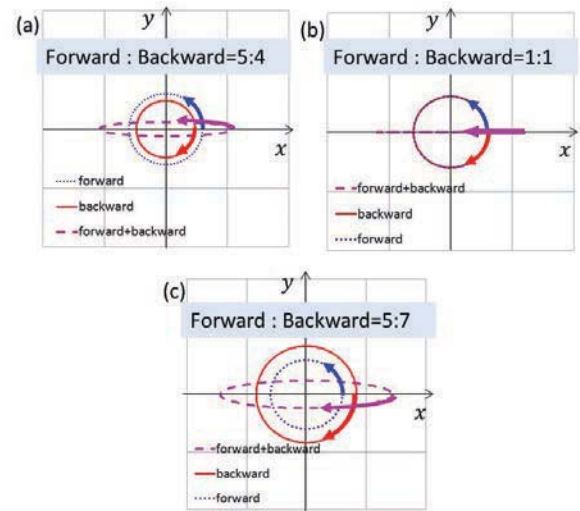 (a)
y
Forward : Backward=5:4
x
forward
backward
forward+backward
(b)
y
Forward : Backward=1:1
x
forward+backward
backward
forward
(c)
y
Forward : Backward=5:7
x
forward+backward
backward
forward